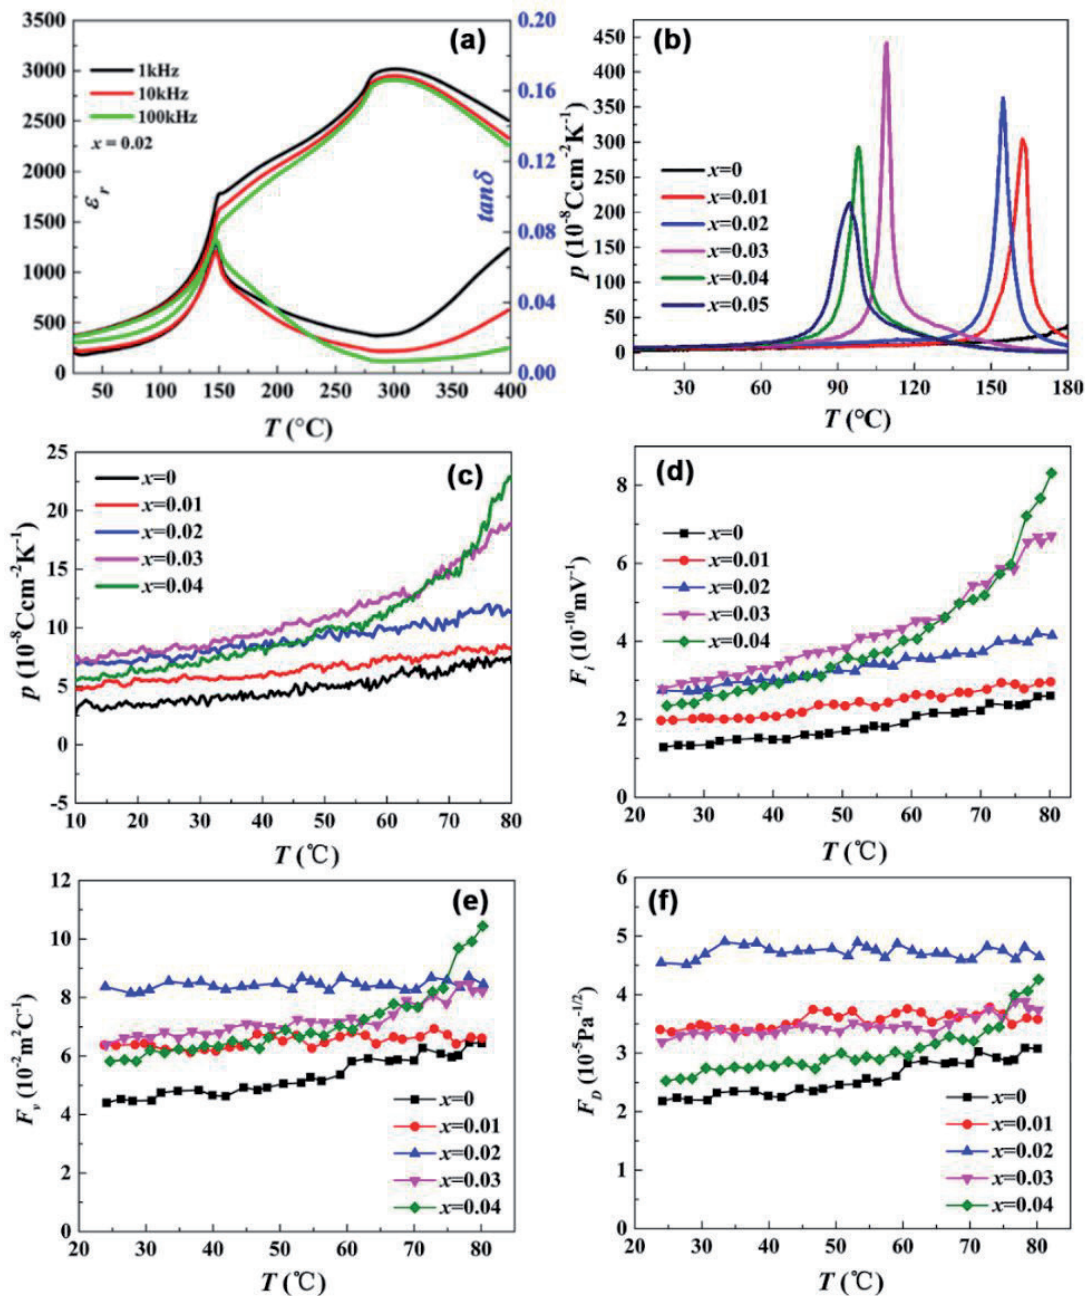 (a)
3500
3000
2500
2000
1500
1000
500
0
εr
1kHz
10kHz
100kHz
x = 0.02
0.20
0.16
0.12
0.08
0.04
0.00
tanδ
50 100 150 200 250 300 350 400
T (°C)
(b)
450
400
350
300
250
200
150
100
50
0
p (10-8Ccm-2K-1)
x=0
x=0.01
x=0.02
x=0.03
x=0.04
x=0.05
30 60 90 120 150 180
T (°C)
(c)
25
20
15
10
5
0
-5
p (10-8Ccm-2K-1)
x=0
x=0.01
x=0.02
x=0.03
x=0.04
10 20 30 40 50 60 70 80
T (℃)
(d)
8
6
4
2
0
Fi (10-10mV-1)
x=0
x=0.01
x=0.02
x=0.03
x=0.04
20 30 40 50 60 70 80
T (℃)
(e)
12
10
8
6
4
2
0
Fv (10-2m2C-1)
x=0
x=0.01
x=0.02
x=0.03
x=0.04
20 30 40 50 60 70 80
T (℃)
(f)
6
5
4
3
2
1
0
FD (10-5Pa-1/2)
x=0
x=0.01
x=0.02
x=0.03
x=0.04
20 30 40 50 60 70 80
T (℃)